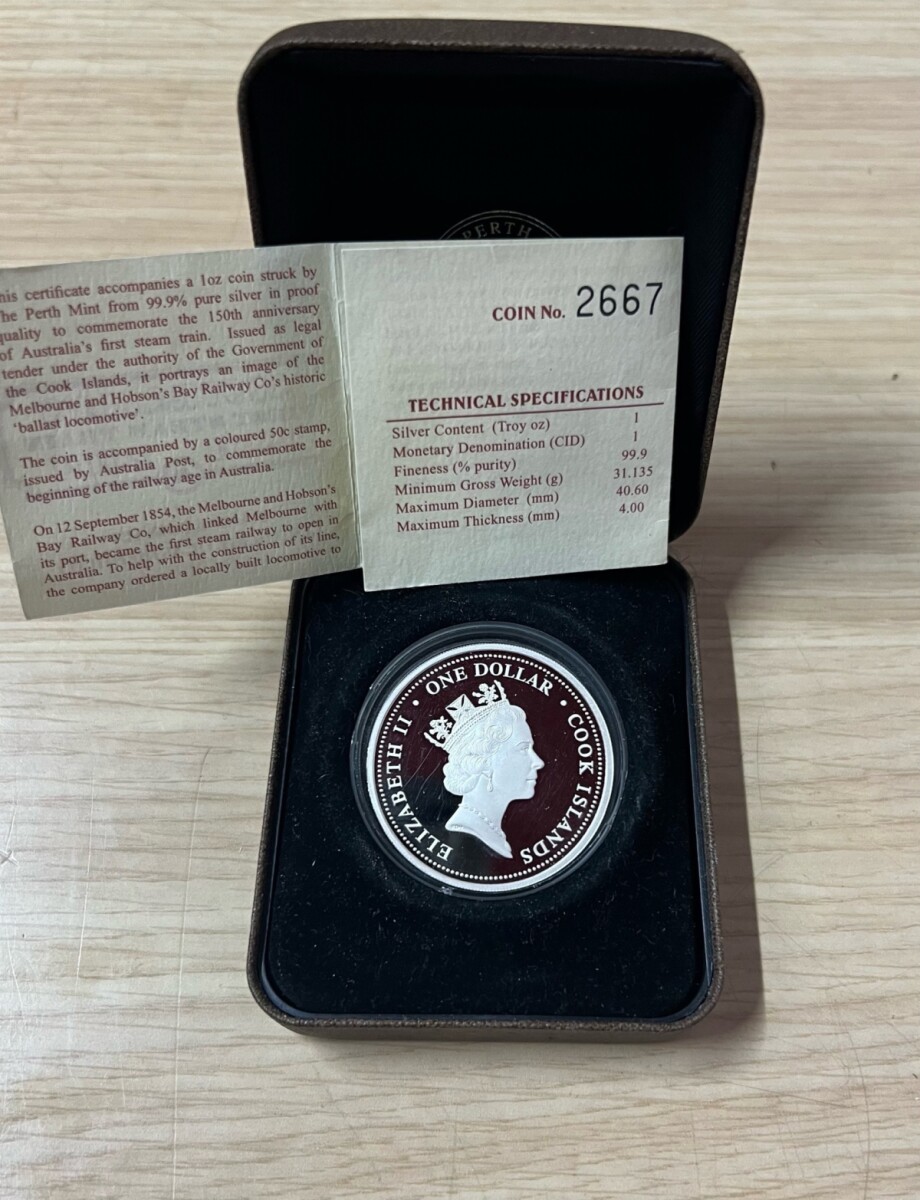 PERTH
his certificate accompanies a 1oz coin struck by
he Perth Mint from 99.9% pure silver in proof
quality to commemorate the 150th anniversary
of Australia's first steam train. Issued as legal
tender under the authority of the Government of
the Cook Islands, it portrays an image of the
Melbourne and Hobson's Bay Railway Co's historic
'ballast locomotive'.
The coin is accompanied by a coloured 50c stamp,
issued by Australia Post, to commemorate the
beginning of the railway age in Australia.
On 12 September 1854, the Melbourne and Hobson's
Bay Railway Co, which linked Melbourne with
its port, became the first steam railway to open in
Australia. To help with the construction of its line,
the company ordered a locally built locomotive to
COIN No. 2667
TECHNICAL SPECIFICATIONS
Silver Content (Troy oz) 1
Monetary Denomination (CID) 1
Fineness (% purity) 99.9
Minimum Gross Weight (g) 31.135
Maximum Diameter (mm) 40.60
Maximum Thickness (mm) 4.00
ELIZABETH II • ONE DOLLAR • COOK ISLANDS